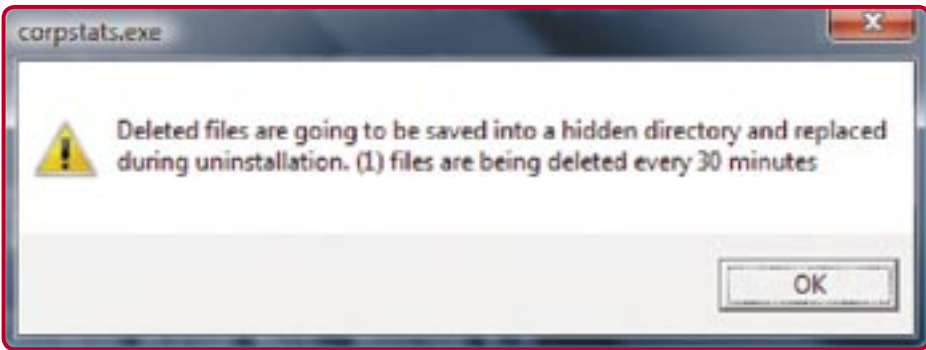 corpstats.exe
Deleted files are going to be saved into a hidden directory and replaced
during uninstallation. (1) files are being deleted every 30 minutes
OK